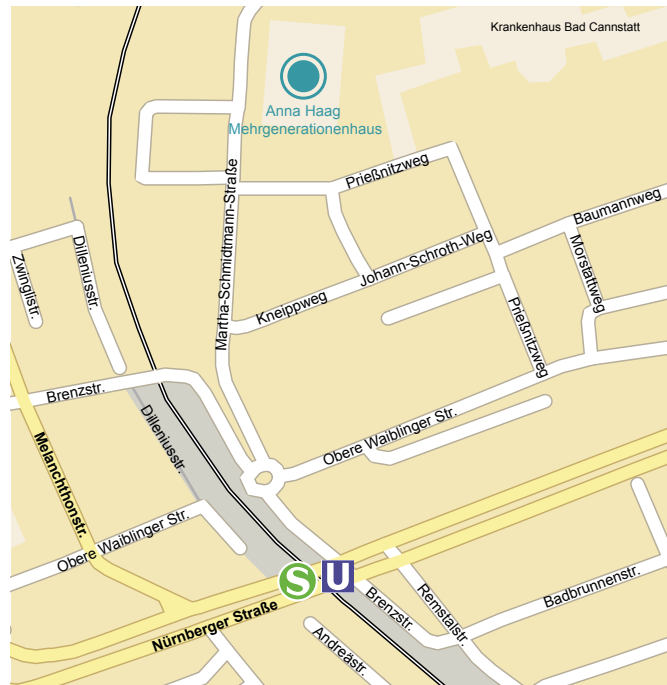 Krankenhaus Bad Cannstatt
Anna Haag
Mehrgenerationenhaus
Prießnitzweg
Baumannweg
Martha-Schmidtmann-Straße
Johann-Schroth-Weg
Morstattweg
Dilleniusstr.
Zwinglistr.
Kneippweg
Prießnitzweg
Brenzstr.
Dilleniusstr.
Obere Waiblinger Str.
Melanchthonstr.
Obere Waiblinger Str.
S
U
Brenzstr.
Remstalstr.
Badbrunnenstr.
Nürnberger Straße
Andreästr.